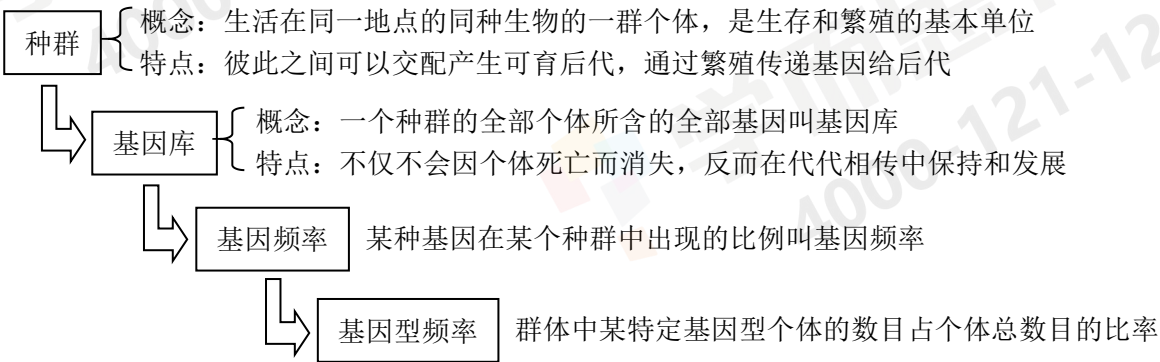 种群
概念：生活在同一地点的同种生物的一群个体，是生存和繁殖的基本单位
特点：彼此之间可以交配产生可育后代，通过繁殖传递基因给后代
基因库
概念：一个种群的全部个体所含的全部基因叫基因库
特点：不仅不会因个体死亡而消失，反而在代代相传中保持和发展
基因频率 某种基因在某个种群中出现的比例叫基因频率
基因型频率 群体中某特定基因型个体的数目占个体总数目的比率
4000-121-12